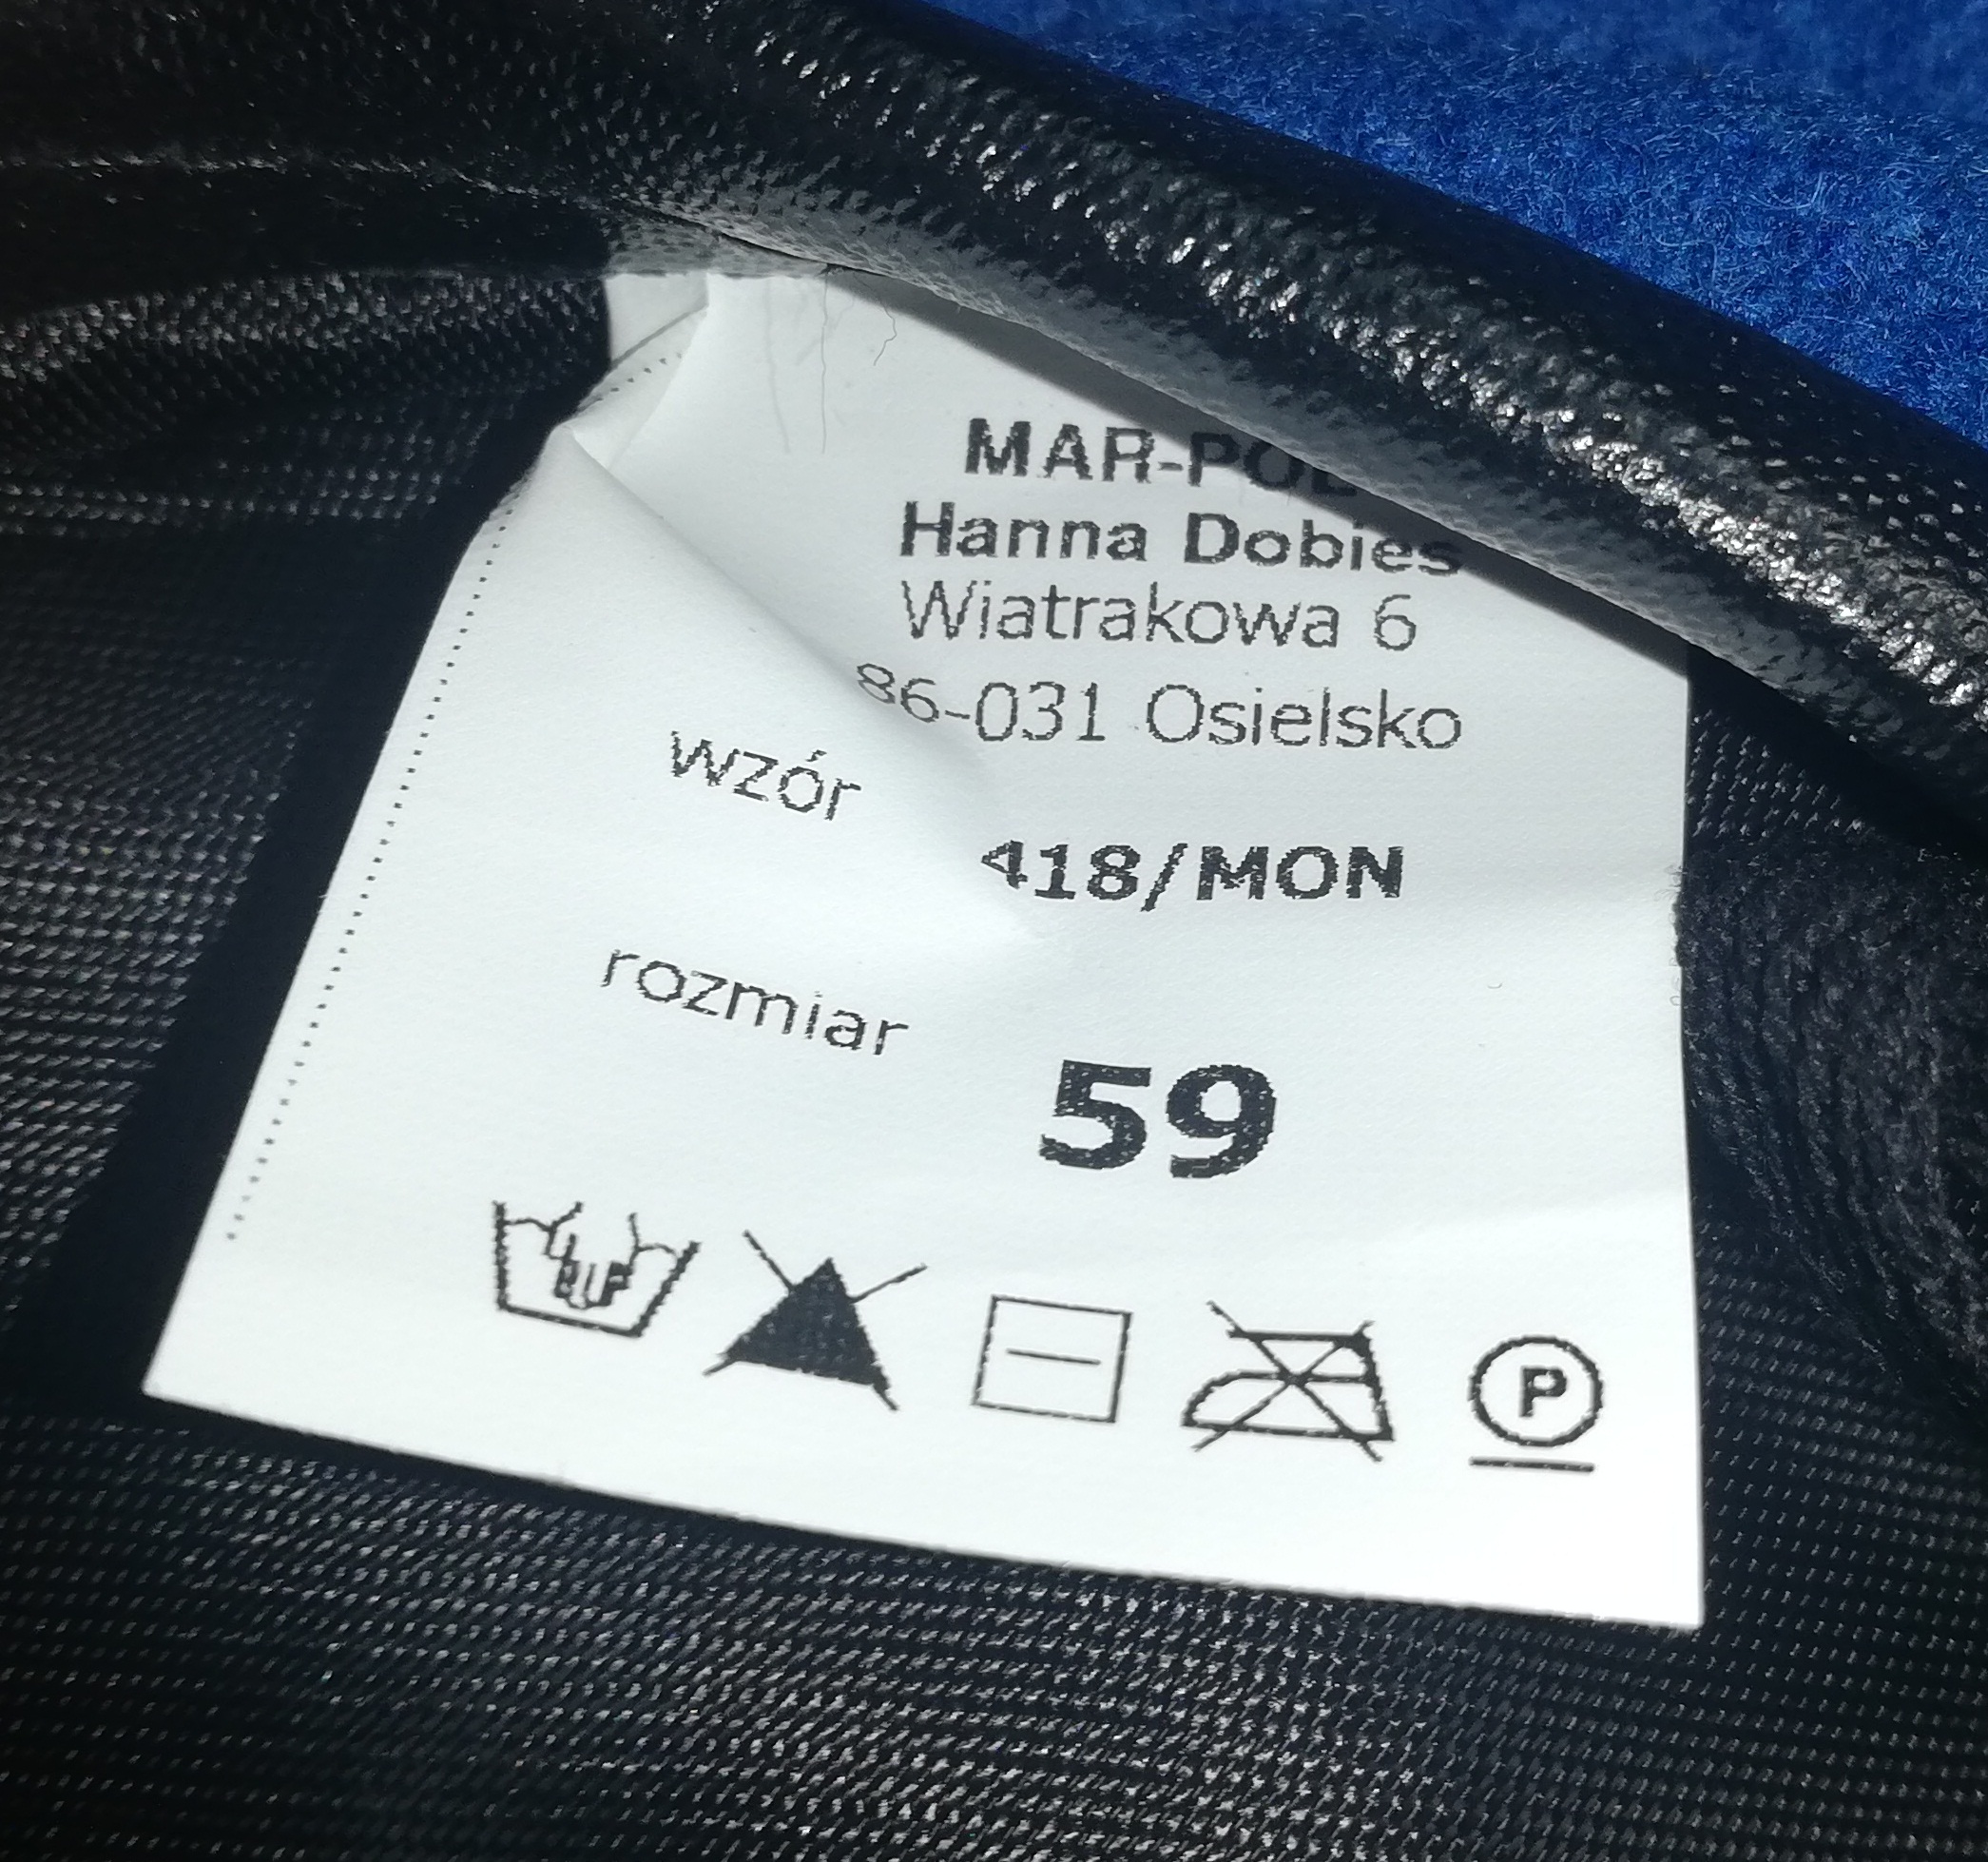 MAR-POL
Hanna Dobies
Wiatrakowa 6
86-031 Osielsko
wzór
418/MON
rozmiar
59
P